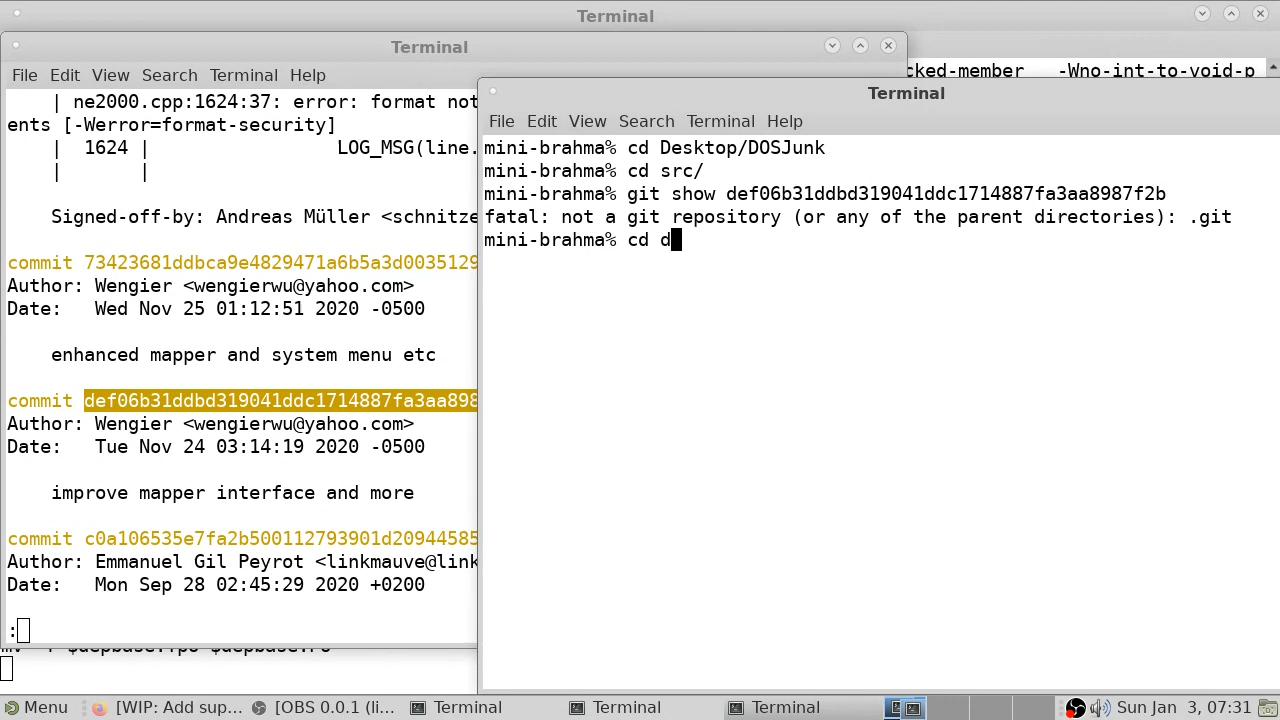 Terminal
Terminal
File Edit View Search Terminal Help
cked-member -Wno-int-to-void-p
| ne2000.cpp:1624:37: error: format not
ents [-Werror=format-security]
| 1624 | LOG_MSG(line.
| |
Signed-off-by: Andreas Müller <schnitze
commit 73423681ddbca9e4829471a6b5a3d0035129
Author: Wengier <wengierwu@yahoo.com>
Date: Wed Nov 25 01:12:51 2020 -0500
enhanced mapper and system menu etc
commit def06b31ddbd319041ddc1714887fa3aa898
Author: Wengier <wengierwu@yahoo.com>
Date: Tue Nov 24 03:14:19 2020 -0500
improve mapper interface and more
commit c0a106535e7fa2b500112793901d20944585
Author: Emmanuel Gil Peyrot <linkmauve@link
Date: Mon Sep 28 02:45:29 2020 +0200
:
Terminal
File Edit View Search Terminal Help
mini-brahma% cd Desktop/DOSJunk
mini-brahma% cd src/
mini-brahma% git show def06b31ddbd319041ddc1714887fa3aa8987f2b
fatal: not a git repository (or any of the parent directories): .git
mini-brahma% cd d
Menu [WIP: Add sup... [OBS 0.0.1 (li... Terminal Terminal Terminal Sun Jan 3, 07:31